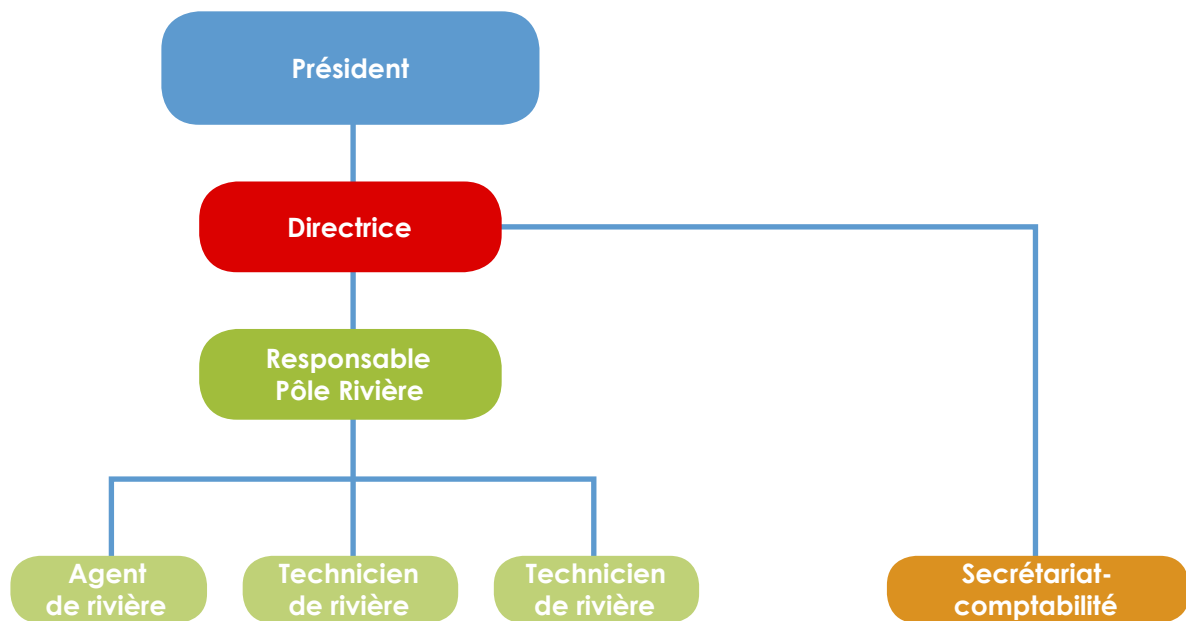 Président
Directrice
Responsable
Pôle Rivière
Agent
de rivière
Technicien
de rivière
Technicien
de rivière
Secrétariat-
comptabilité